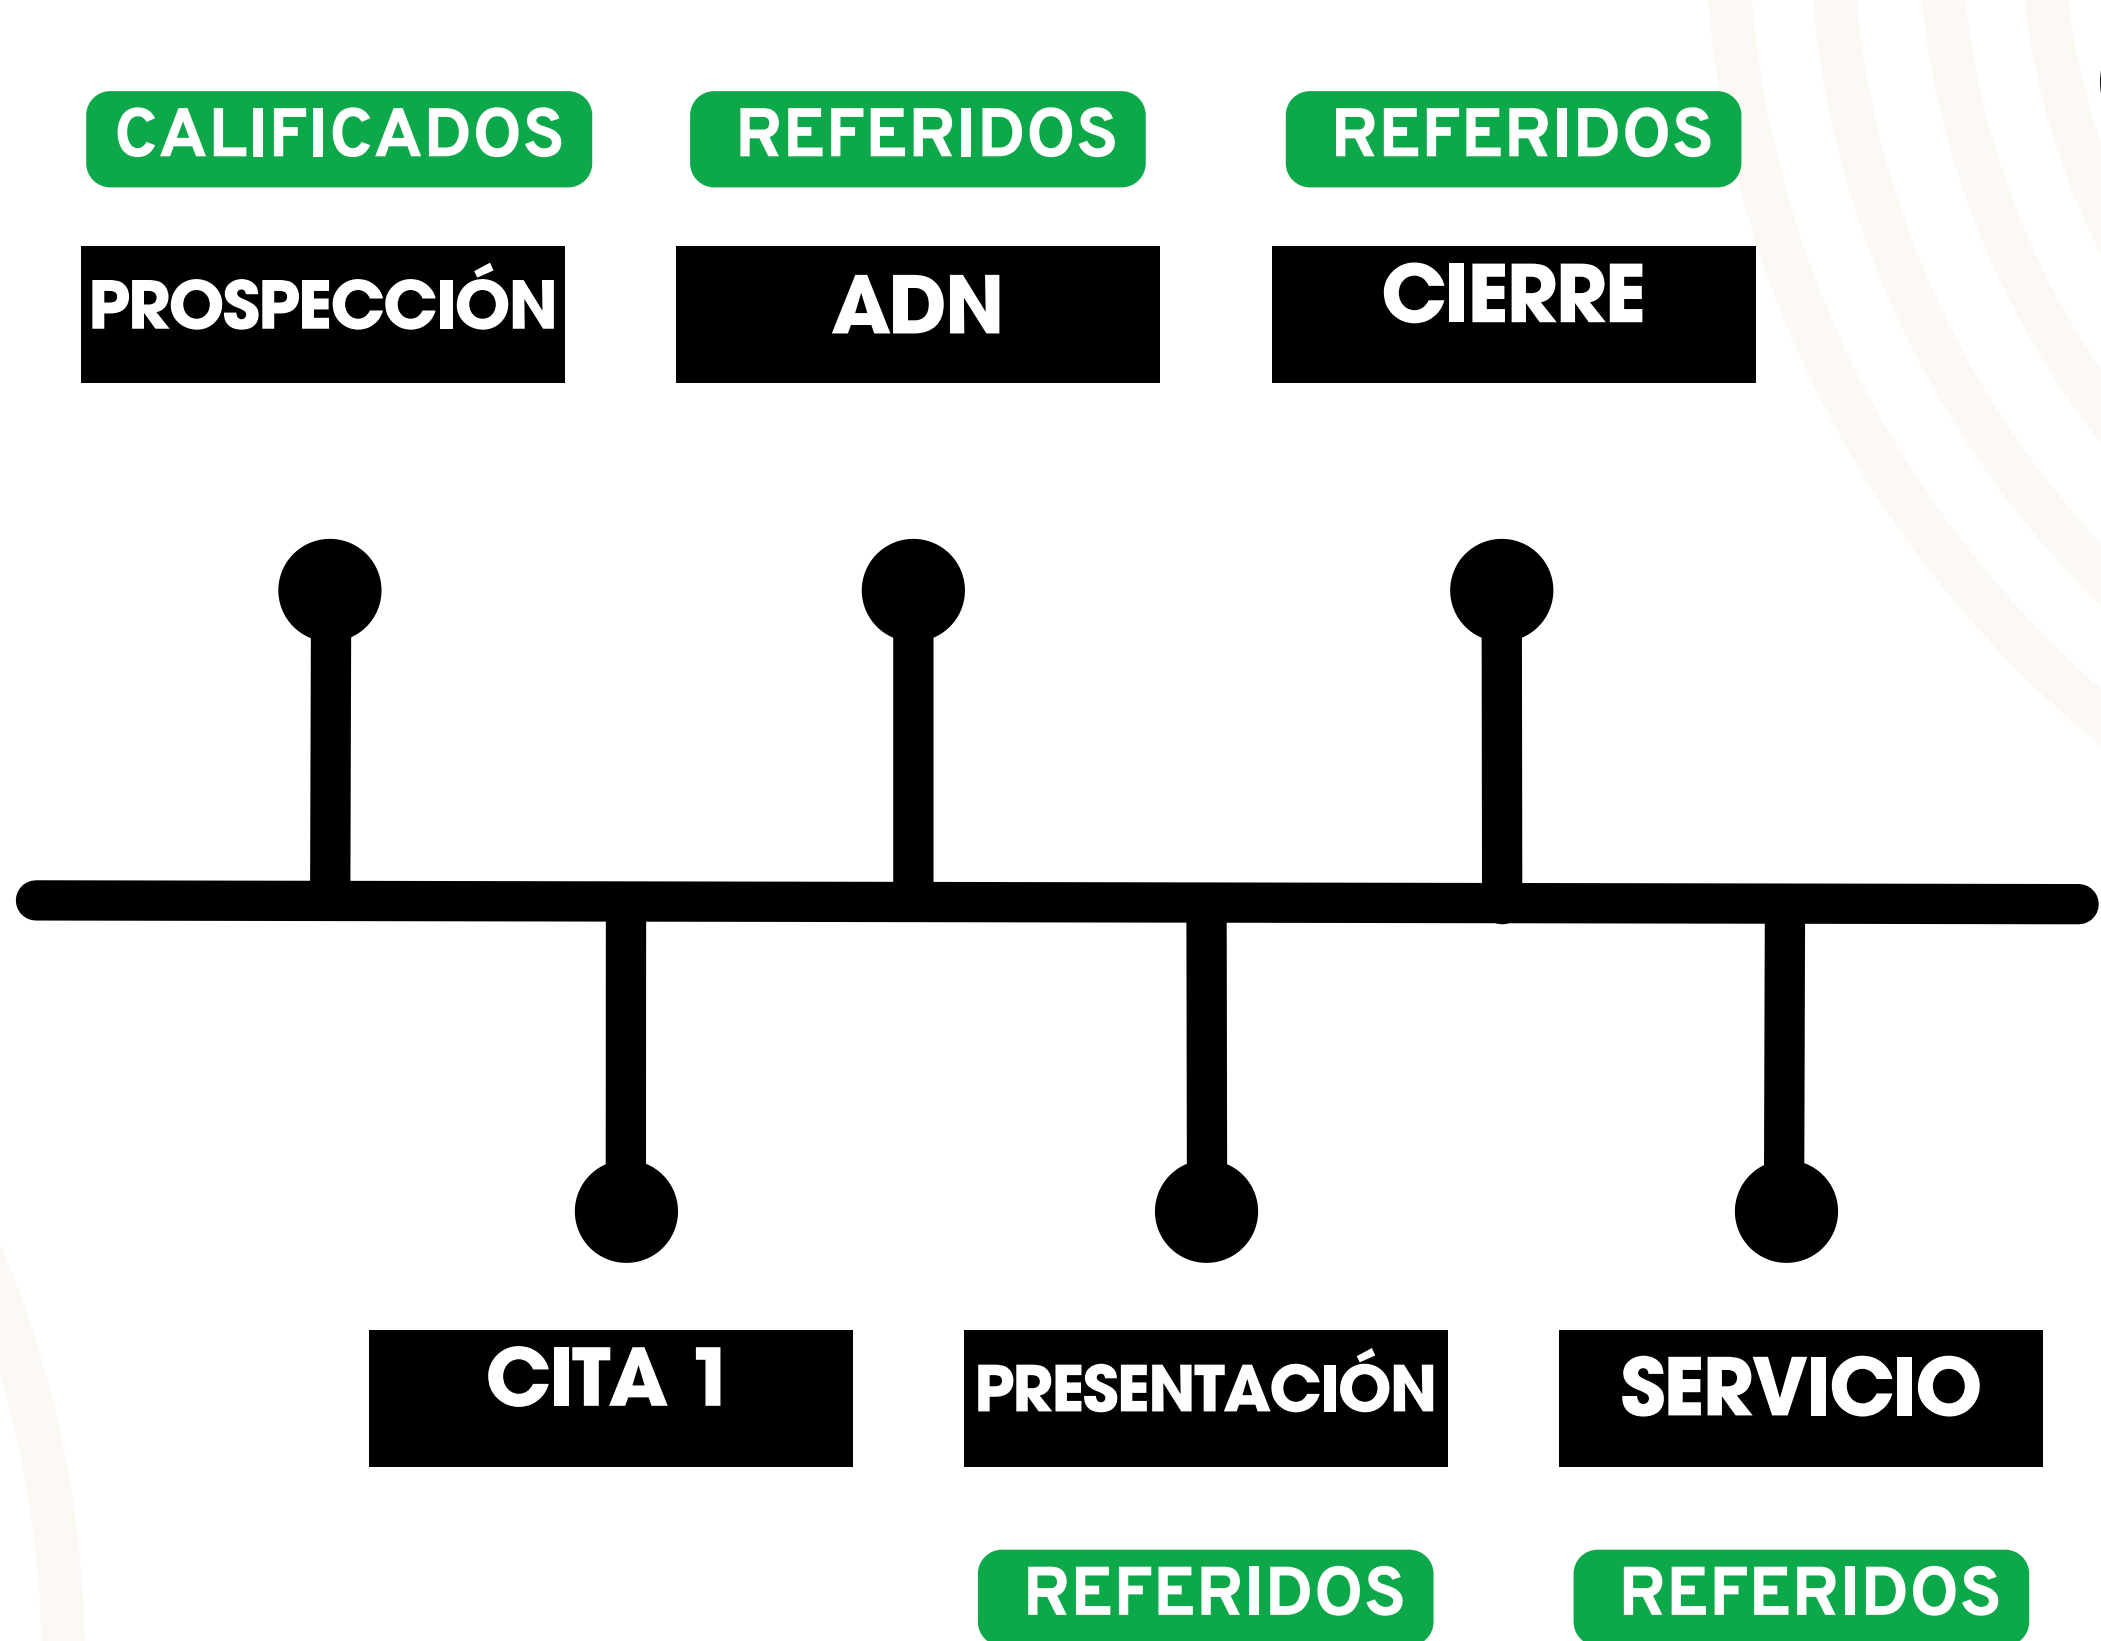 CALIFICADOS
REFERIDOS
REFERIDOS
PROSPECCIÓN
ADN
CIERRE
CITA 1
PRESENTACIÓN
SERVICIO
REFERIDOS
REFERIDOS